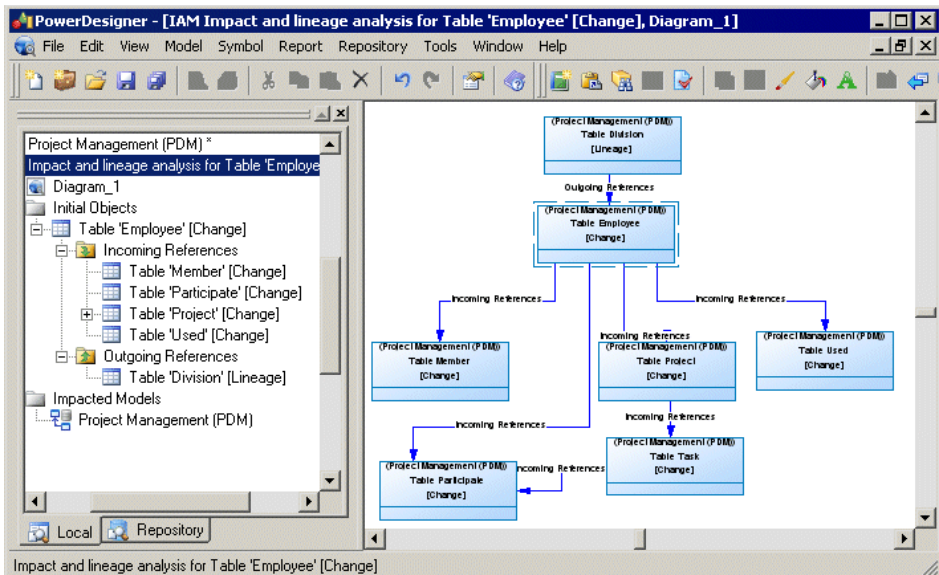 PowerDesigner - [IAM Impact and lineage analysis for Table 'Employee' [Change], Diagram_1]
File Edit View Model Symbol Report Repository Tools Window Help
Project Management (PDM) *
Impact and lineage analysis for Table 'Employe
Diagram_1
Initial Objects
Table 'Employee' [Change]
Incoming References
Table 'Member' [Change]
Table 'Participate' [Change]
Table 'Project' [Change]
Table 'Used' [Change]
Outgoing References
Table 'Division' [Lineage]
Impacted Models
Project Management (PDM)
Local Repository
(Project Management (PDM))
Table Division
[Lineage]
Outgoing References
(Project Management (PDM))
Table Employee
[Change]
Incoming References
Incoming References
Incoming References
(Project Management (PDM))
Table Member
[Change]
(Project Management (PDM))
Table Project
[Change]
(Project Management (PDM))
Table Used
[Change]
Incoming References
Incoming References
(Project Management (PDM))
Table Task
[Change]
(Project Management (PDM))
Table Participate
[Change]
ncoming References
Impact and lineage analysis for Table 'Employee' [Change]